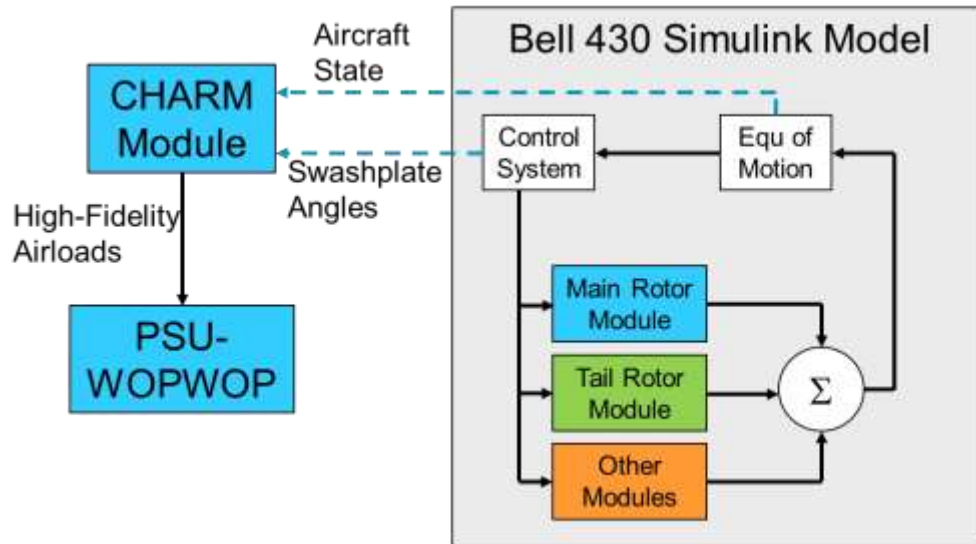 Bell 430 Simulink Model
Aircraft
State
CHARM
Module
Control
System
Equ of
Motion
Swashplate
Angles
High-Fidelity
Airloads
Main Rotor
Module
PSU-
WOPWOP
Tail Rotor
Module
Σ
Other
Modules